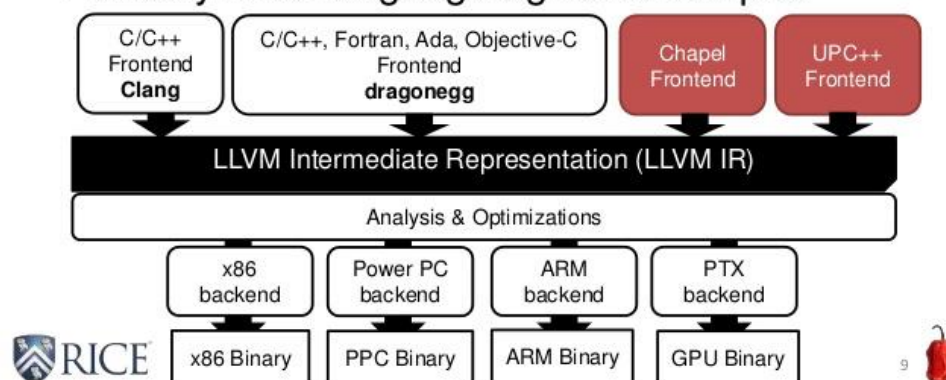 C/C++
Frontend
Clang
C/C++, Fortran, Ada, Objective-C
Frontend
dragonegg
Chapel
Frontend
UPC++
Frontend
LLVM Intermediate Representation (LLVM IR)
Analysis & Optimizations
x86
backend
Power PC
backend
ARM
backend
PTX
backend
RICE
x86 Binary
PPC Binary
ARM Binary
GPU Binary
9